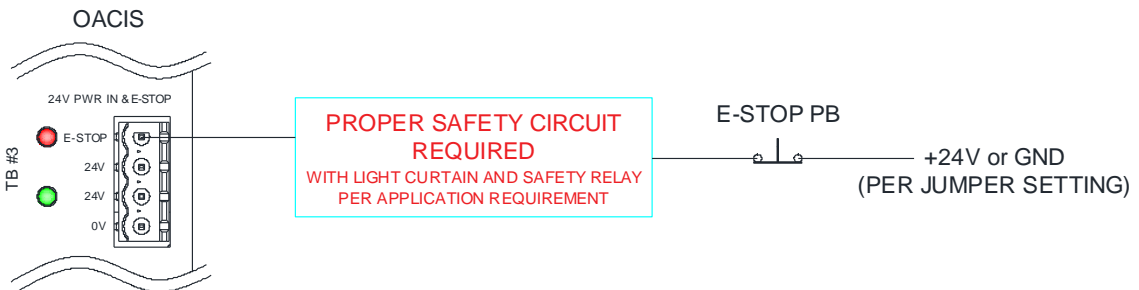 OACIS
24V PWR IN & E-STOP
TB #3
E-STOP
24V
24V
0V
PROPER SAFETY CIRCUIT
REQUIRED
WITH LIGHT CURTAIN AND SAFETY RELAY
PER APPLICATION REQUIREMENT
E-STOP PB
+24V or GND
(PER JUMPER SETTING)